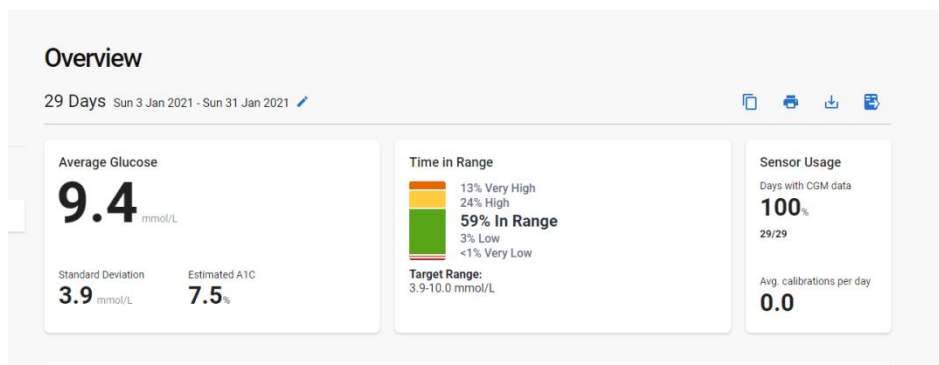 Overview
29 Days Sun 3 Jan 2021 - Sun 31 Jan 2021
Average Glucose
9.4 mmol/L
Standard Deviation
3.9 mmol/L
Estimated A1C
7.5%
Time in Range
13% Very High
24% High
59% In Range
3% Low
<1% Very Low
Target Range:
3.9-10.0 mmol/L
Sensor Usage
Days with CGM data
100%
29/29
Avg. calibrations per day
0.0